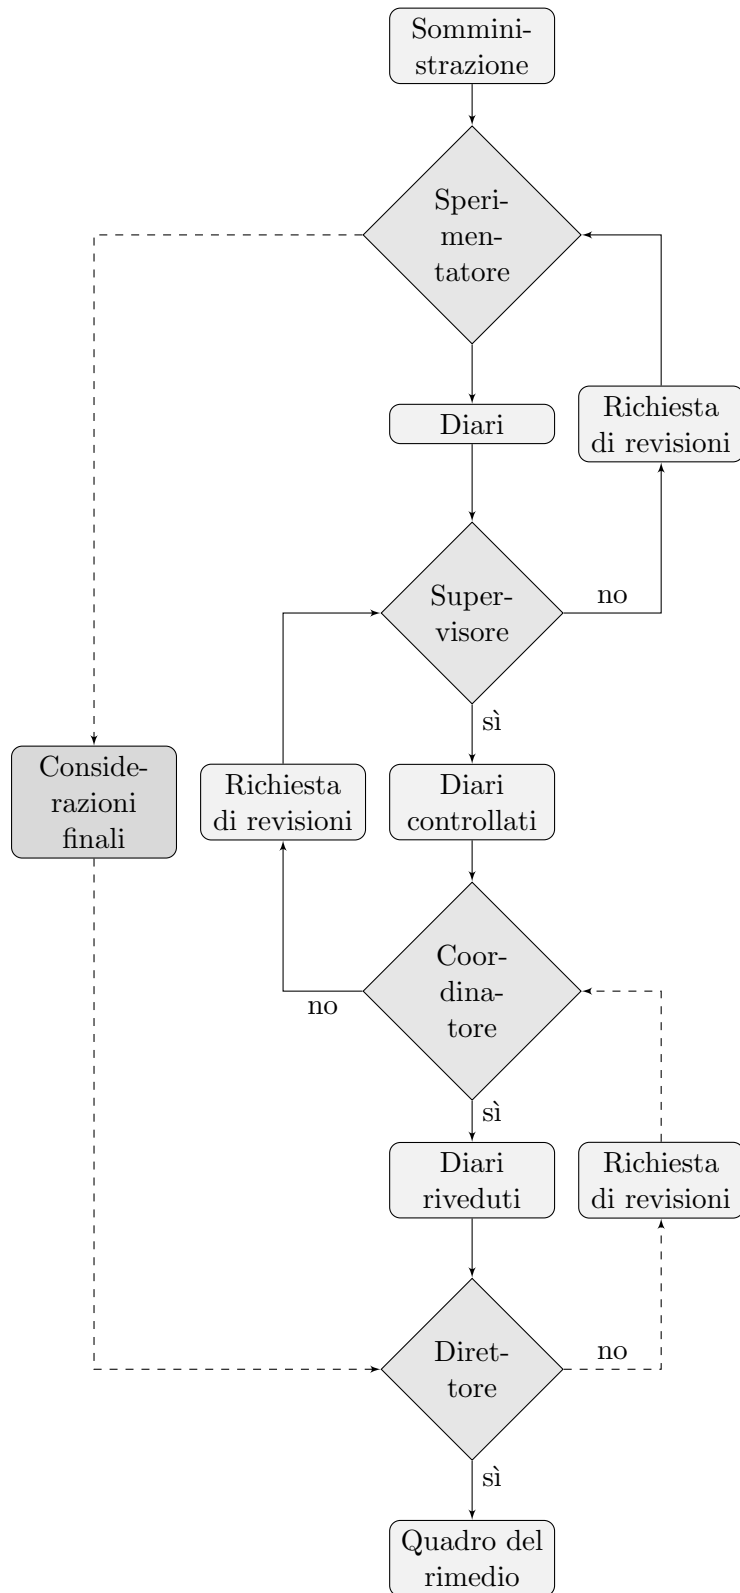 Sommini-
strazione
Speri-
men-
tatore
Diari
Richiesta
di revisioni
Super-
visore
no
sì
Conside-
razioni
finali
Richiesta
di revisioni
Diari
controllati
Coor-
dina-
tore
no
sì
Diari
riveduti
Richiesta
di revisioni
Diret-
tore
no
sì
Quadro del
rimedio